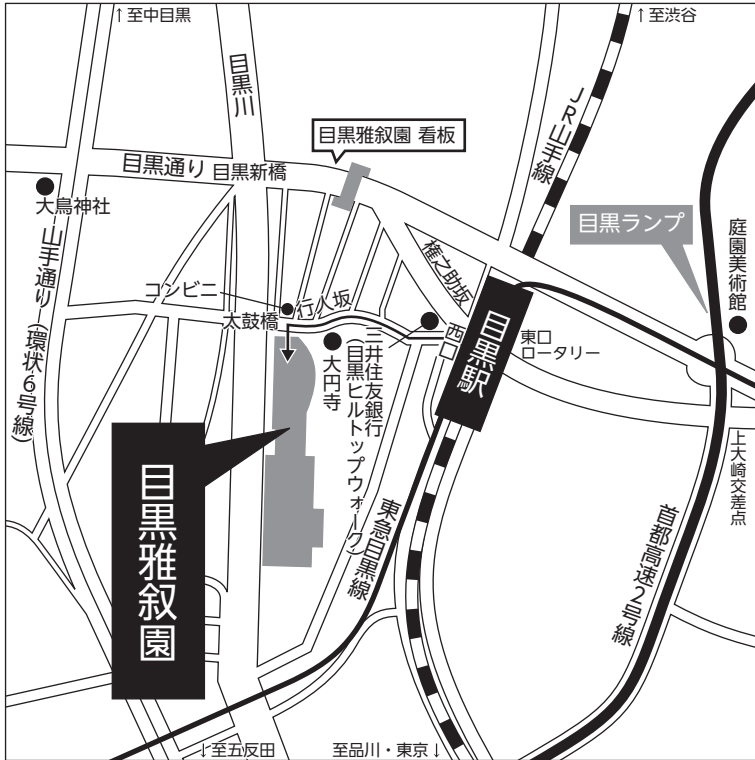 ↑至中目黒
↑至渋谷
目黒川
JR山手線
目黒雅叙園 看板
目黒通り 目黒新橋
大鳥神社
目黒ランプ
庭園美術館
山手通り（環状6号線）
権之助坂
コンビニ
行人坂
太鼓橋
西口
目黒駅
東口
ロータリー
大円寺
三井住友銀行
（目黒ヒルトップウォーク）
上大崎交差点
目黒雅叙園
東急目黒線
首都高速2号線
↓至五反田
至品川・東京↓